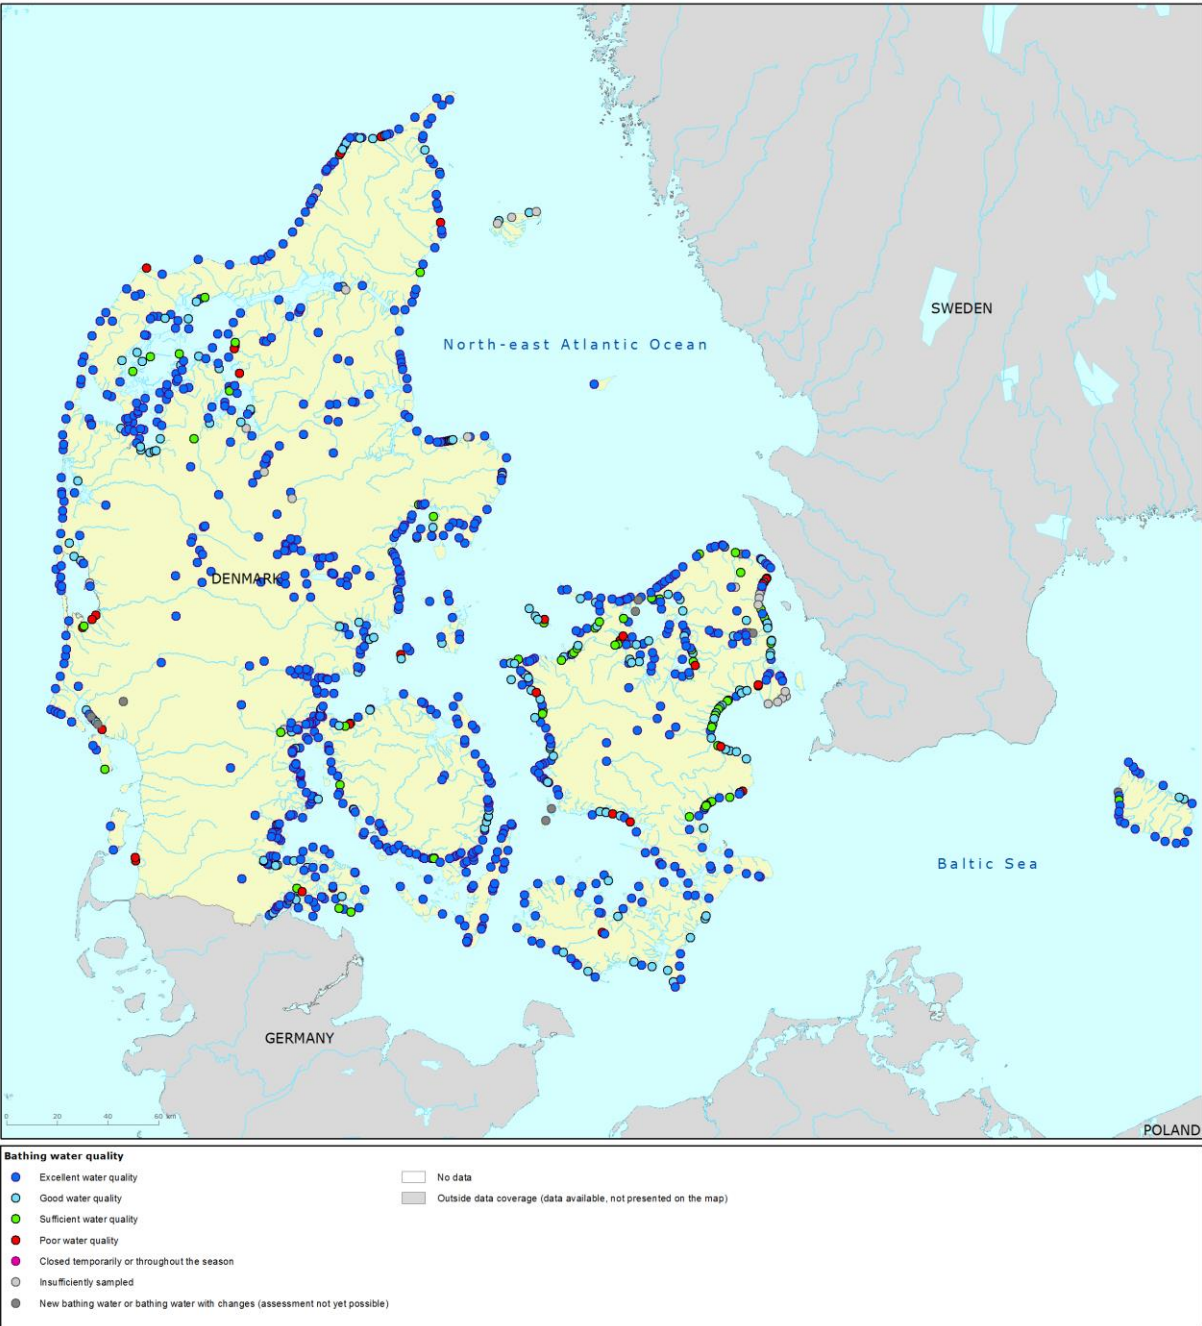 SWEDEN
North-east Atlantic Ocean
DENMARK
Baltic Sea
GERMANY
0 20 40 60 km
POLAND
Bathing water quality
Excellent water quality
Good water quality
Sufficient water quality
Poor water quality
Closed temporarily or throughout the season
Insufficiently sampled
New bathing water or bathing water with changes (assessment not yet possible)
No data
Outside data coverage (data available, not presented on the map)